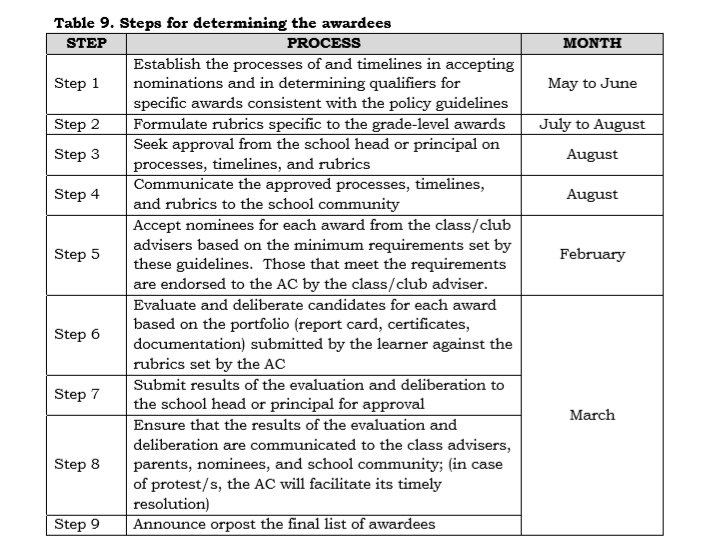 Table 9. Steps for determining the awardees
STEP PROCESS MONTH
Step 1
Establish the processes of and timelines in accepting
nominations and in determining qualifiers for
specific awards consistent with the policy guidelines
May to June
Step 2 Formulate rubrics specific to the grade-level awards July to August
Step 3
Seek approval from the school head or principal on
processes, timelines, and rubrics
August
Step 4
Communicate the approved processes, timelines,
and rubrics to the school community
August
Step 5
Accept nominees for each award from the class/club
advisers based on the minimum requirements set by
these guidelines. Those that meet the requirements
are endorsed to the AC by the class/club adviser.
February
Step 6
Evaluate and deliberate candidates for each award
based on the portfolio (report card, certificates,
documentation) submitted by the learner against the
rubrics set by the AC
Step 7
Submit results of the evaluation and deliberation to
the school head or principal for approval
March
Step 8
Ensure that the results of the evaluation and
deliberation are communicated to the class advisers,
parents, nominees, and school community; (in case
of protest/s, the AC will facilitate its timely
resolution)
Step 9 Announce orpost the final list of awardees